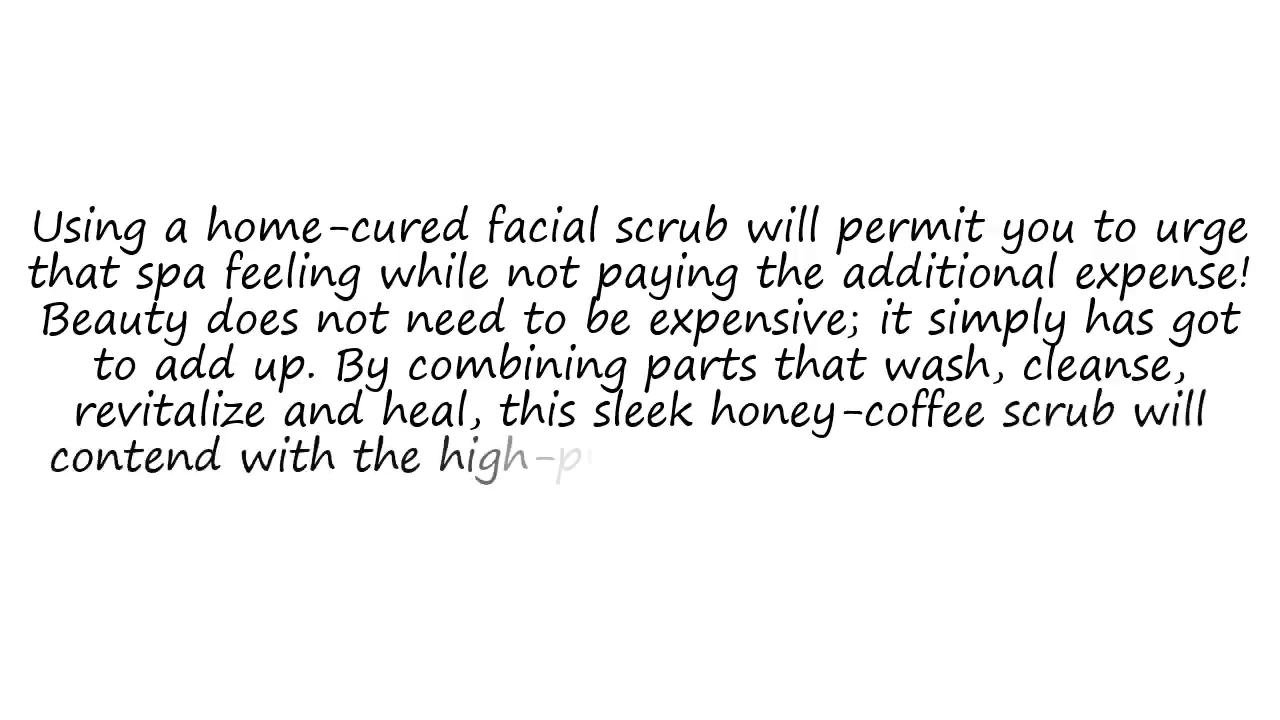 Using a home-cured facial scrub will permit you to urge
that spa feeling while not paying the additional expense!
Beauty does not need to be expensive; it simply has got
to add up. By combining parts that wash, cleanse,
revitalize and heal, this sleek honey-coffee scrub will
contend with the